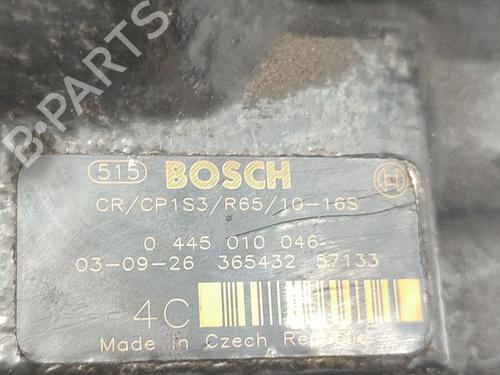 B-PARTS
515 BOSCH
CR/CP1S3/R65/10-16S
0 445 010 046
03-09-26 365432 57133
4C
Made in Czech Republic